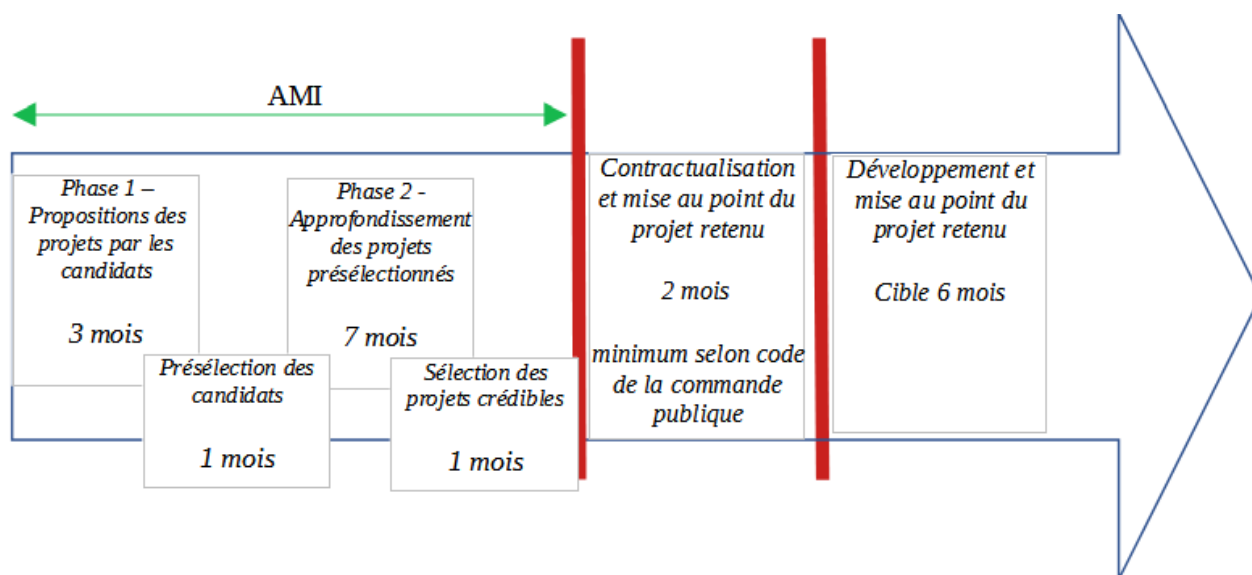 AMI
Phase 1 –
Propositions des
projets par les
candidats
3 mois
Présélection des
candidats
1 mois
Phase 2 -
Approfondissement
des projets
présélectionnés
7 mois
Sélection des
projets crédibles
1 mois
Contractualisation
et mise au point du
projet retenu
2 mois
minimum selon code
de la commande
publique
Développement et
mise au point du
projet retenu
Cible 6 mois